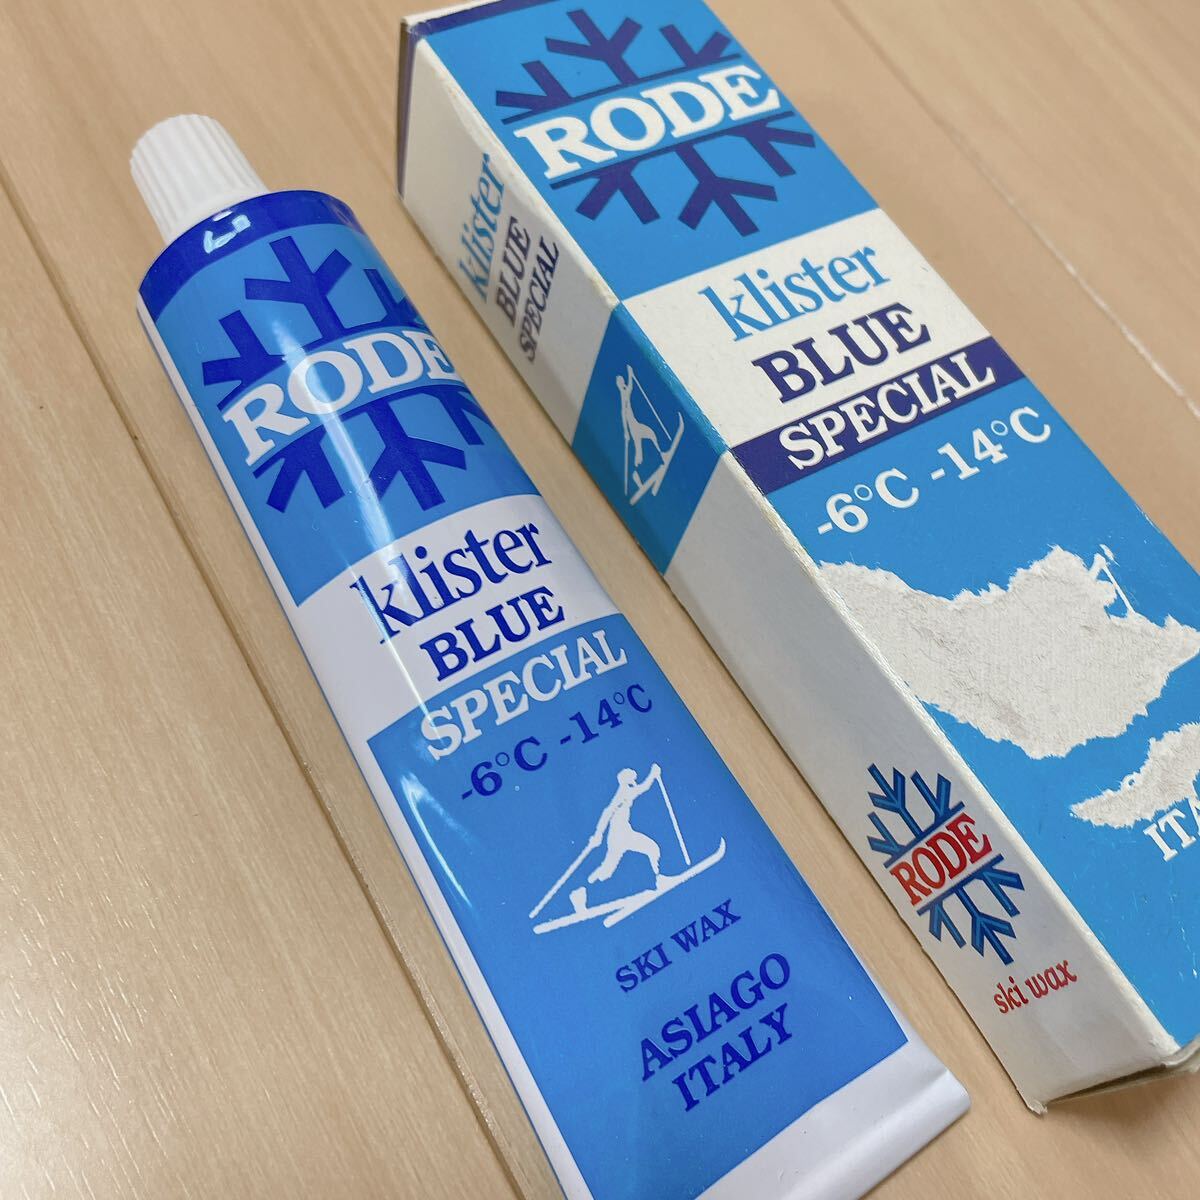 RODE
klister
BLUE
SPECIAL
-6°C -14°C
SKI WAX
ASIAGO
ITALY
RODE
klister
BLUE
SPECIAL
-6°C -14°C
klister
BLUE
SPECIAL
RODE
ski wax